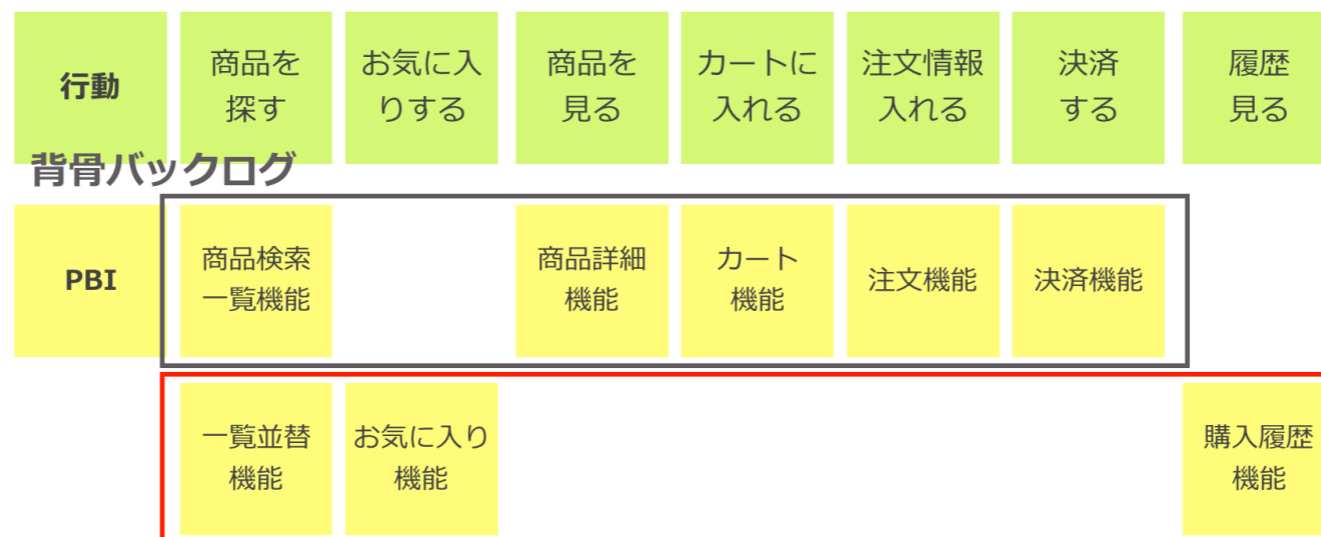 行動
商品を
探す
お気に入
りする
商品を
見る
カートに
入れる
注文情報
入れる
決済
する
履歴
見る
背骨バックログ
PBI
商品検索
一覧機能
商品詳細
機能
カート
機能
注文機能
決済機能
一覧並替
機能
お気に入り
機能
購入履歴
機能